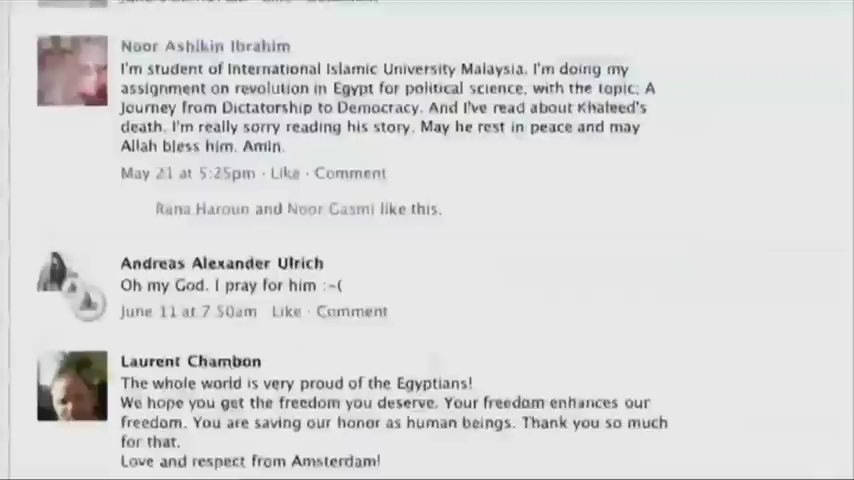 Noor Ashikin Ibrahim
I'm student of International Islamic University Malaysia. I'm doing my
assignment on revolution in Egypt for political science, with the topic: A
Journey from Dictatorship to Democracy. And I've read about Khaleed's
death. I'm really sorry reading his story. May he rest in peace and may
Allah bless him. Amin.
May 21 at 5:25pm · Like · Comment
Rana Haroun and Noor Gasmi like this.
Andreas Alexander Ulrich
Oh my God. I pray for him :-(
June 11 at 7:50am · Like · Comment
Laurent Chambon
The whole world is very proud of the Egyptians!
We hope you get the freedom you deserve. Your freedom enhances our
freedom. You are saving our honor as human beings. Thank you so much
for that.
Love and respect from Amsterdam!